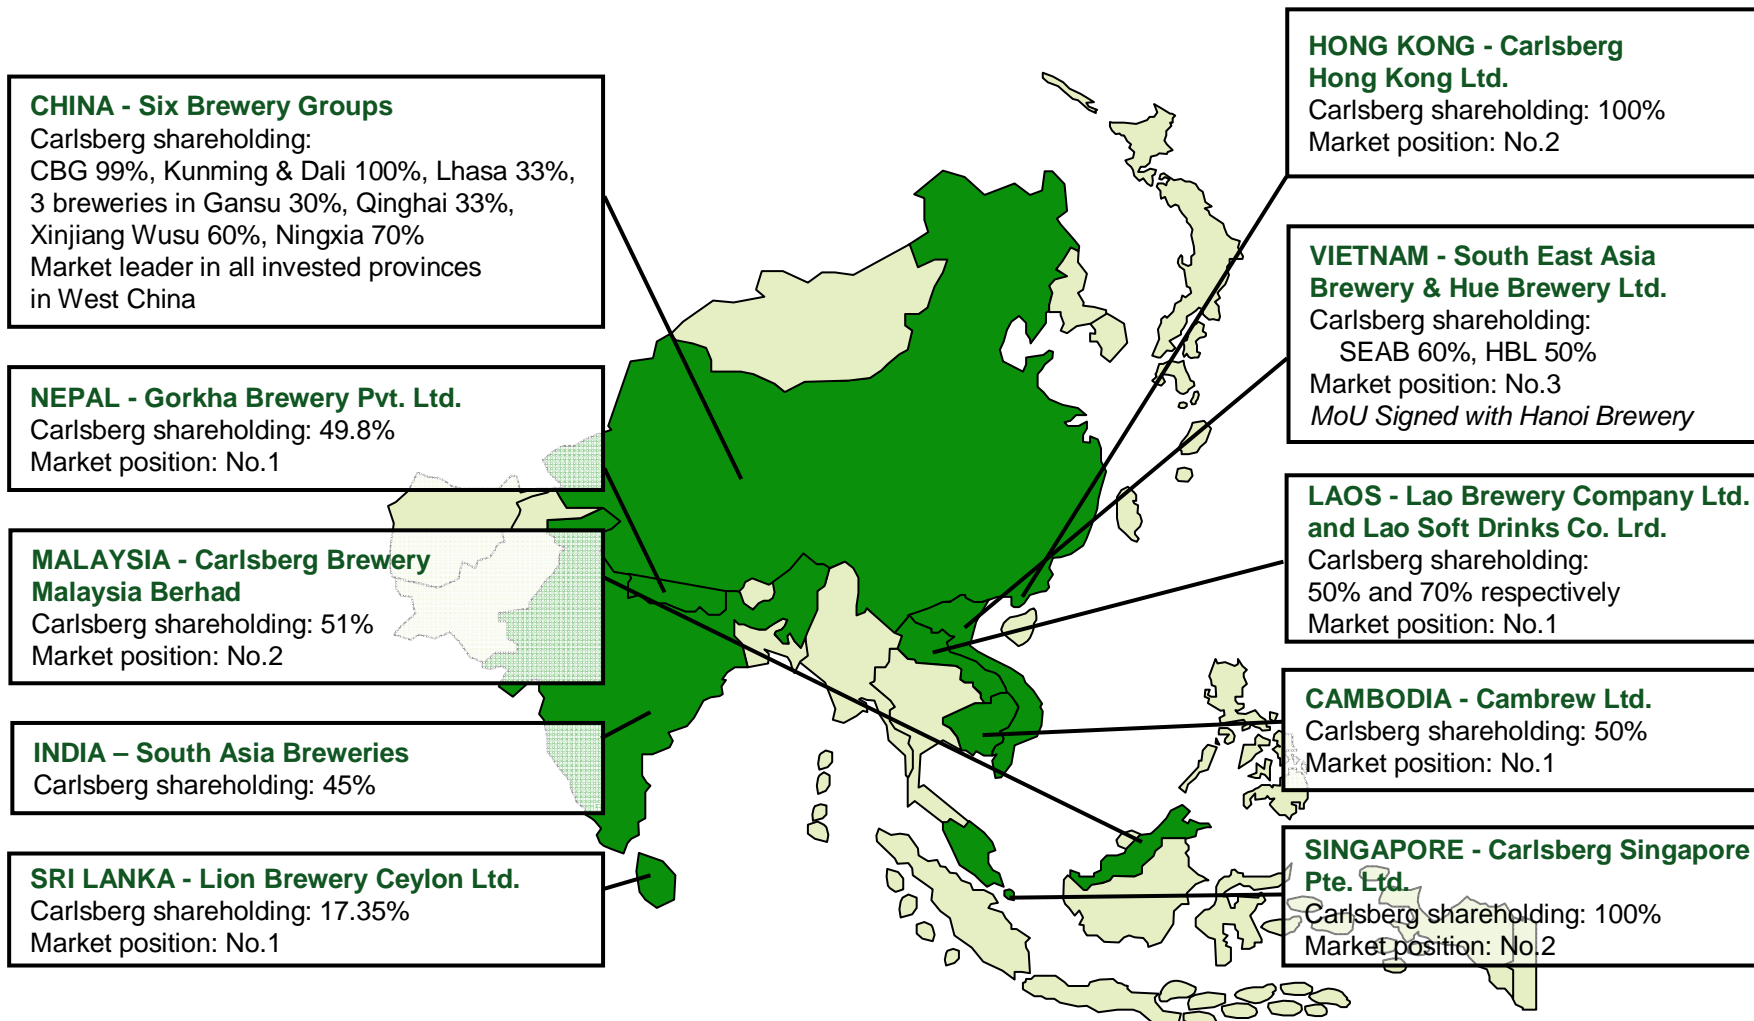 CHINA - Six Brewery Groups
Carlsberg shareholding:
CBG 99%, Kunming & Dali 100%, Lhasa 33%,
3 breweries in Gansu 30%, Qinghai 33%,
Xinjiang Wusu 60%, Ningxia 70%
Market leader in all invested provinces
in West China
NEPAL - Gorkha Brewery Pvt. Ltd.
Carlsberg shareholding: 49.8%
Market position: No.1
MALAYSIA - Carlsberg Brewery
Malaysia Berhad
Carlsberg shareholding: 51%
Market position: No.2
INDIA – South Asia Breweries
Carlsberg shareholding: 45%
SRI LANKA - Lion Brewery Ceylon Ltd.
Carlsberg shareholding: 17.35%
Market position: No.1
HONG KONG - Carlsberg
Hong Kong Ltd.
Carlsberg shareholding: 100%
Market position: No.2
VIETNAM - South East Asia
Brewery & Hue Brewery Ltd.
Carlsberg shareholding:
SEAB 60%, HBL 50%
Market position: No.3
MoU Signed with Hanoi Brewery
LAOS - Lao Brewery Company Ltd.
and Lao Soft Drinks Co. Lrd.
Carlsberg shareholding:
50% and 70% respectively
Market position: No.1
CAMBODIA - Cambrew Ltd.
Carlsberg shareholding: 50%
Market position: No.1
SINGAPORE - Carlsberg Singapore
Pte. Ltd.
Carlsberg shareholding: 100%
Market position: No.2